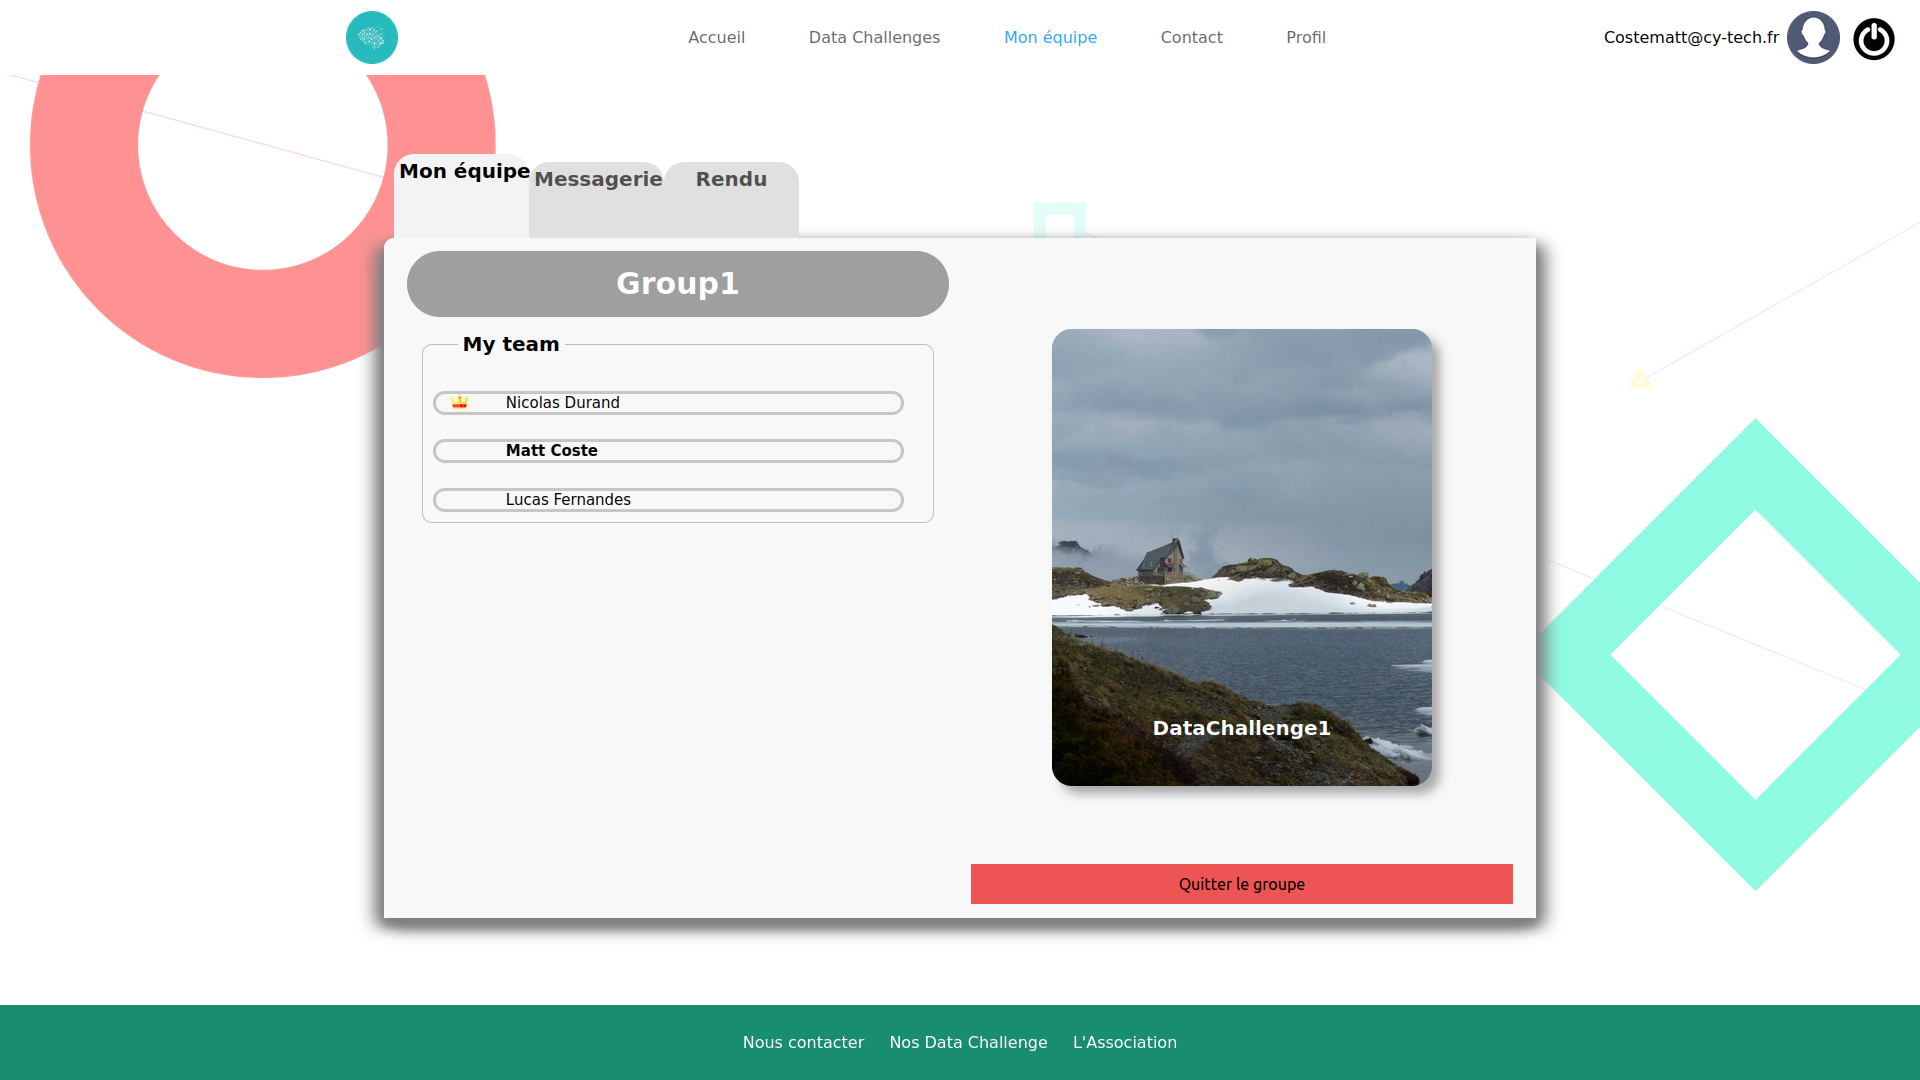 Accueil
Data Challenges
Mon équipe
Contact
Profil
Costematt@cy-tech.fr
Mon équipe
Messagerie
Rendu
Group1
My team
Nicolas Durand
Matt Coste
Lucas Fernandes
DataChallenge1
Quitter le groupe
Nous contacter
Nos Data Challenge
L'Association